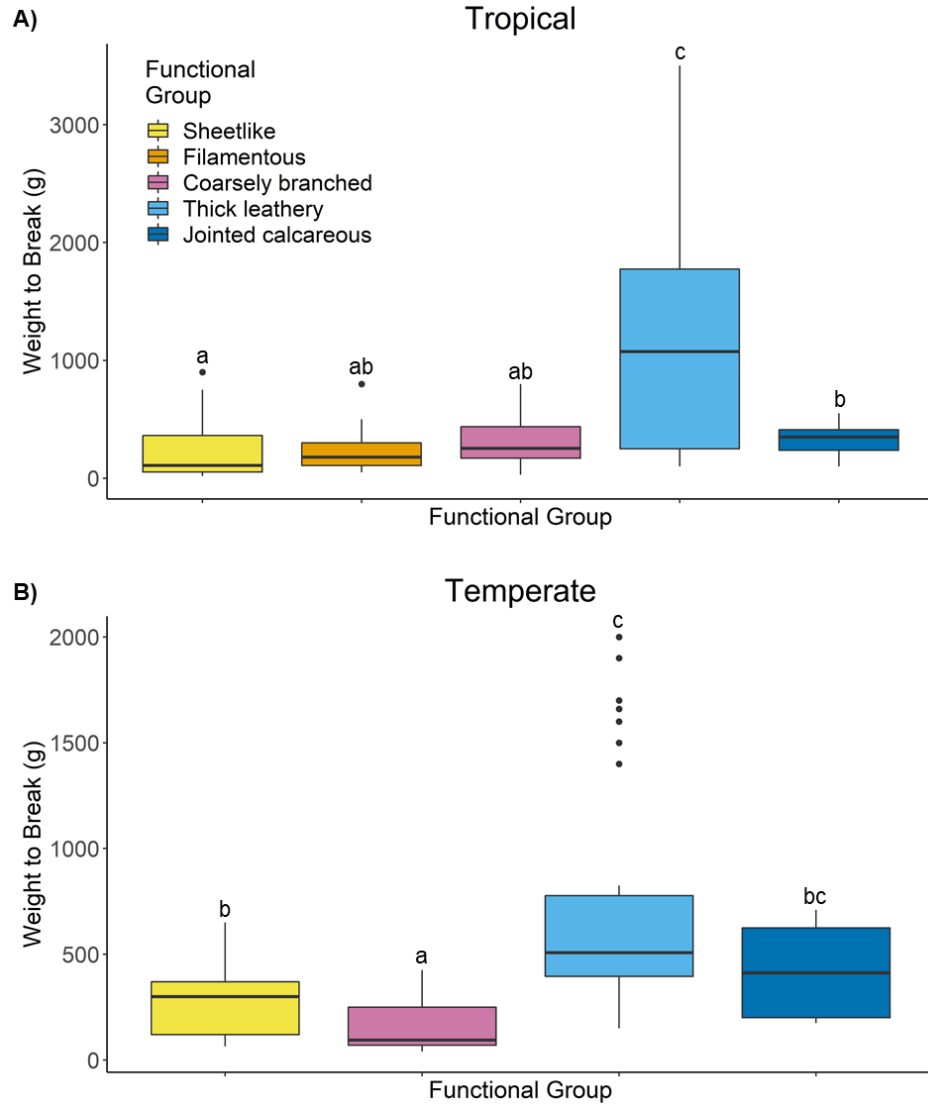 A)
Tropical
Functional
Group
Sheetlike
Filamentous
Coarsely branched
Thick leathery
Jointed calcareous
Weight to Break (g)
3000
2000
1000
0
a
ab
ab
c
b
Functional Group
B)
Temperate
Weight to Break (g)
2000
1500
1000
500
0
b
a
c
bc
Functional Group